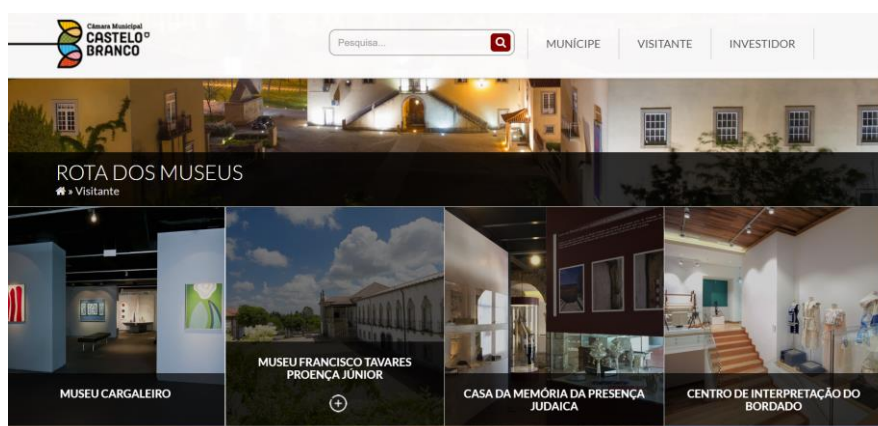 Câmara Municipal
CASTELO
BRANCO
Pesquisa...
MUNÍCIPE
VISITANTE
INVESTIDOR
ROTA DOS MUSEUS
» Visitante
MUSEU CARGALEIRO
MUSEU FRANCISCO TAVARES
PROENÇA JÚNIOR
CASA DA MEMÓRIA DA PRESENÇA
JUDAICA
CENTRO DE INTERPRETAÇÃO DO
BORDADO